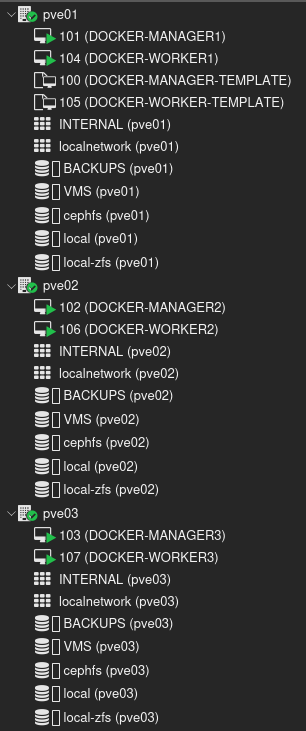 pve01
101 (DOCKER-MANAGER1)
104 (DOCKER-WORKER1)
100 (DOCKER-MANAGER-TEMPLATE)
105 (DOCKER-WORKER-TEMPLATE)
INTERNAL (pve01)
localnetwork (pve01)
BACKUPS (pve01)
VMS (pve01)
cephfs (pve01)
local (pve01)
local-zfs (pve01)
pve02
102 (DOCKER-MANAGER2)
106 (DOCKER-WORKER2)
INTERNAL (pve02)
localnetwork (pve02)
BACKUPS (pve02)
VMS (pve02)
cephfs (pve02)
local (pve02)
local-zfs (pve02)
pve03
103 (DOCKER-MANAGER3)
107 (DOCKER-WORKER3)
INTERNAL (pve03)
localnetwork (pve03)
BACKUPS (pve03)
VMS (pve03)
cephfs (pve03)
local (pve03)
local-zfs (pve03)